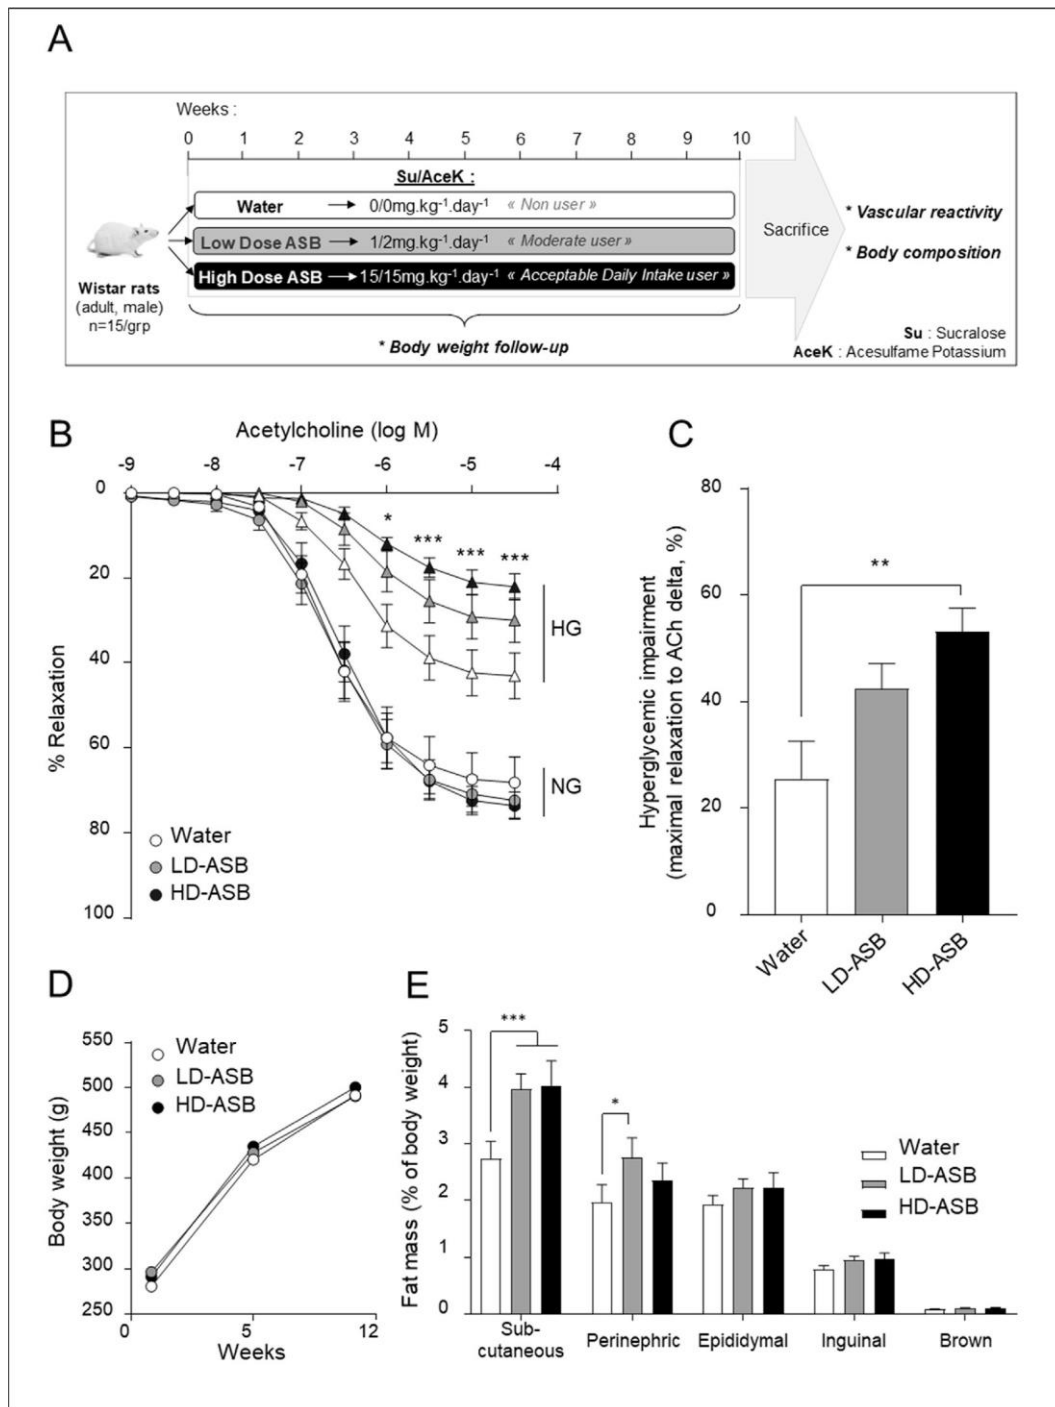 A
Weeks :
0 1 2 3 4 5 6 7 8 9 10
Su/AceK :
Water → 0/0mg.kg-1.day-1 « Non user »
Low Dose ASB → 1/2mg.kg-1.day-1 « Moderate user »
High Dose ASB → 15/15mg.kg-1.day-1 « Acceptable Daily Intake user »
Wistar rats
(adult, male)
n=15/grp
* Body weight follow-up
Sacrifice
* Vascular reactivity
* Body composition
Su : Sucralose
AceK : Acesulfame Potassium
B
Acetylcholine (log M)
-9 -8 -7 -6 -5 -4
0
20
40
60
80
100
% Relaxation
* *** *** ***
HG
NG
Water
LD-ASB
HD-ASB
C
80
60
40
20
0
Hyperglycemic impairment
(maximal relaxation to ACh delta, %)
**
Water
LD-ASB
HD-ASB
D
550
500
450
400
350
300
250
Body weight (g)
Water
LD-ASB
HD-ASB
0 5 12
Weeks
E
5
4
3
2
1
0
Fat mass (% of body weight)
***
*
Water
LD-ASB
HD-ASB
Sub-
cutaneous
Perinephric
Epididymal
Inguinal
Brown